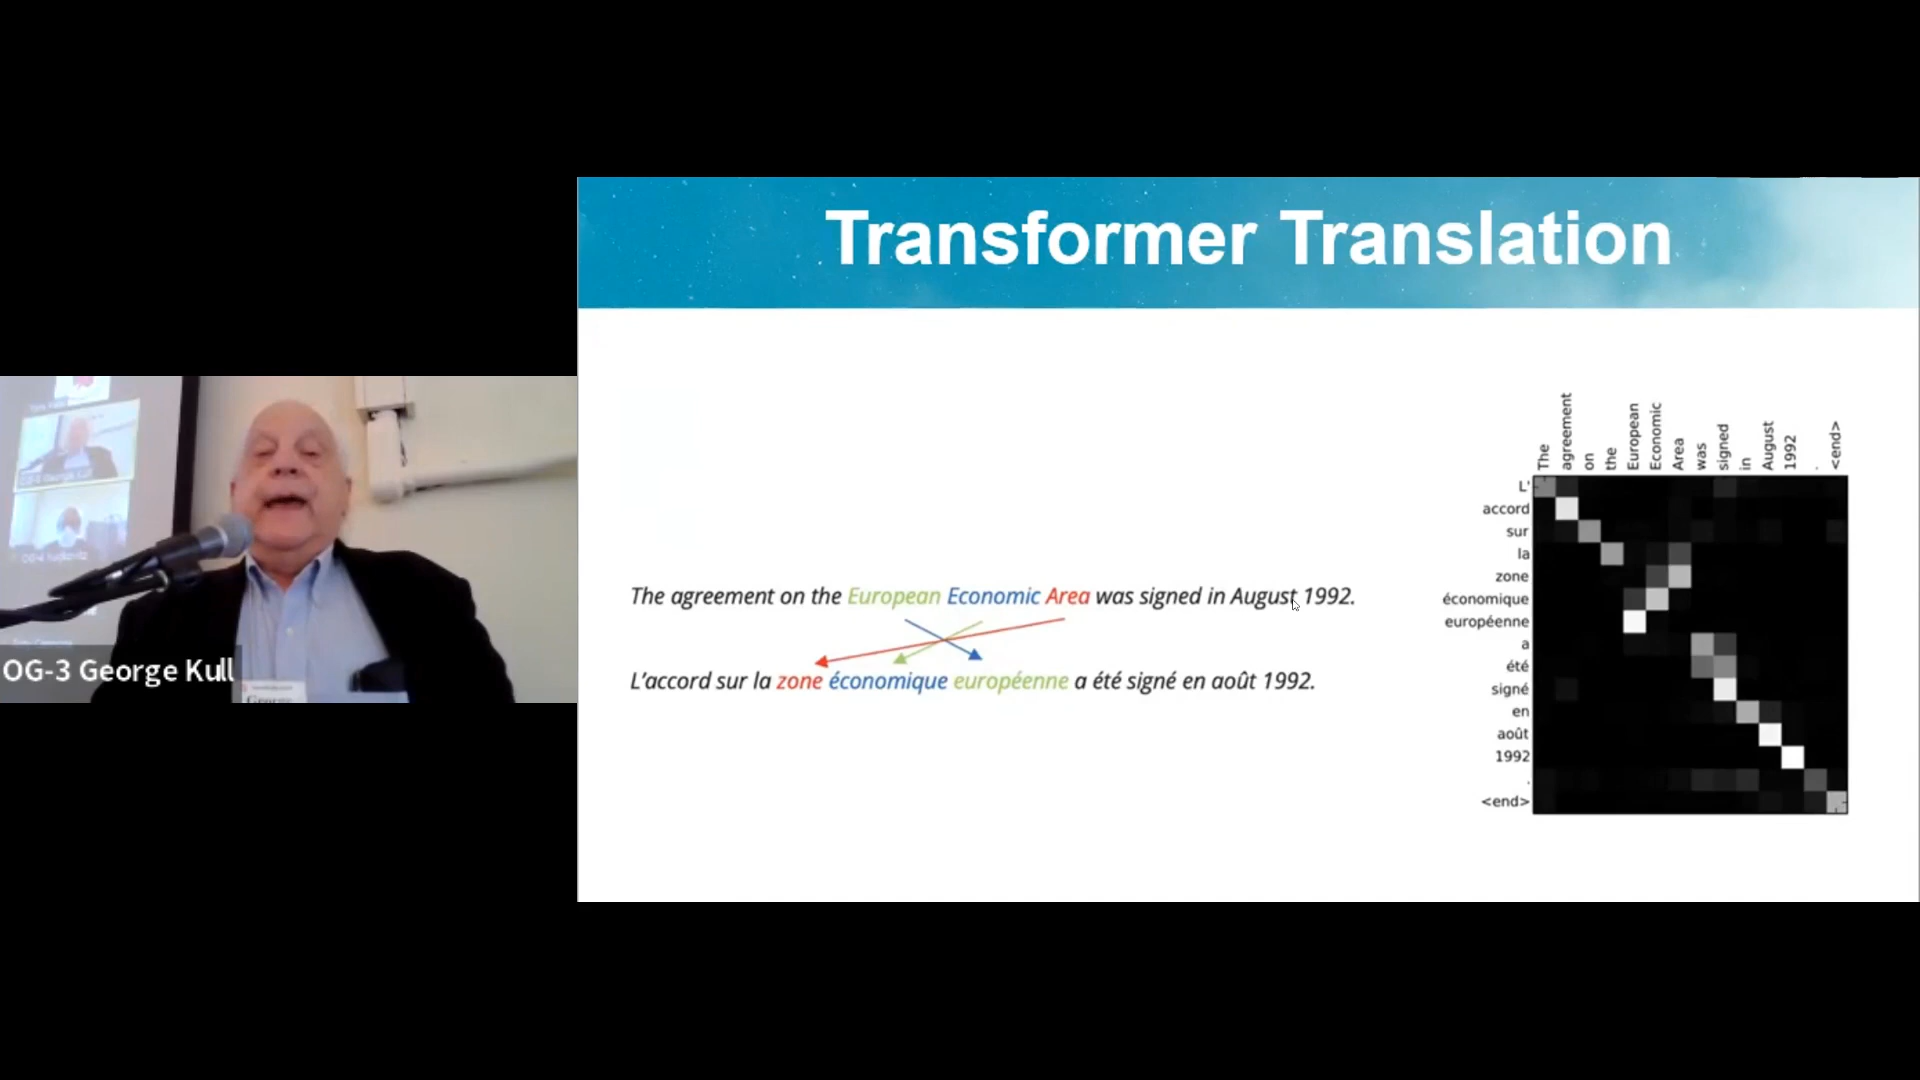 Transformer Translation
The agreement on the European Economic Area was signed in August 1992.
L'accord sur la zone économique européenne a été signé en août 1992.
The
agreement
on
the
European
Economic
Area
was
signed
in
August
1992
.
<end>
L'
accord
sur
la
zone
économique
européenne
a
été
signé
en
août
1992
.
<end>
OG-3 George Kull
George